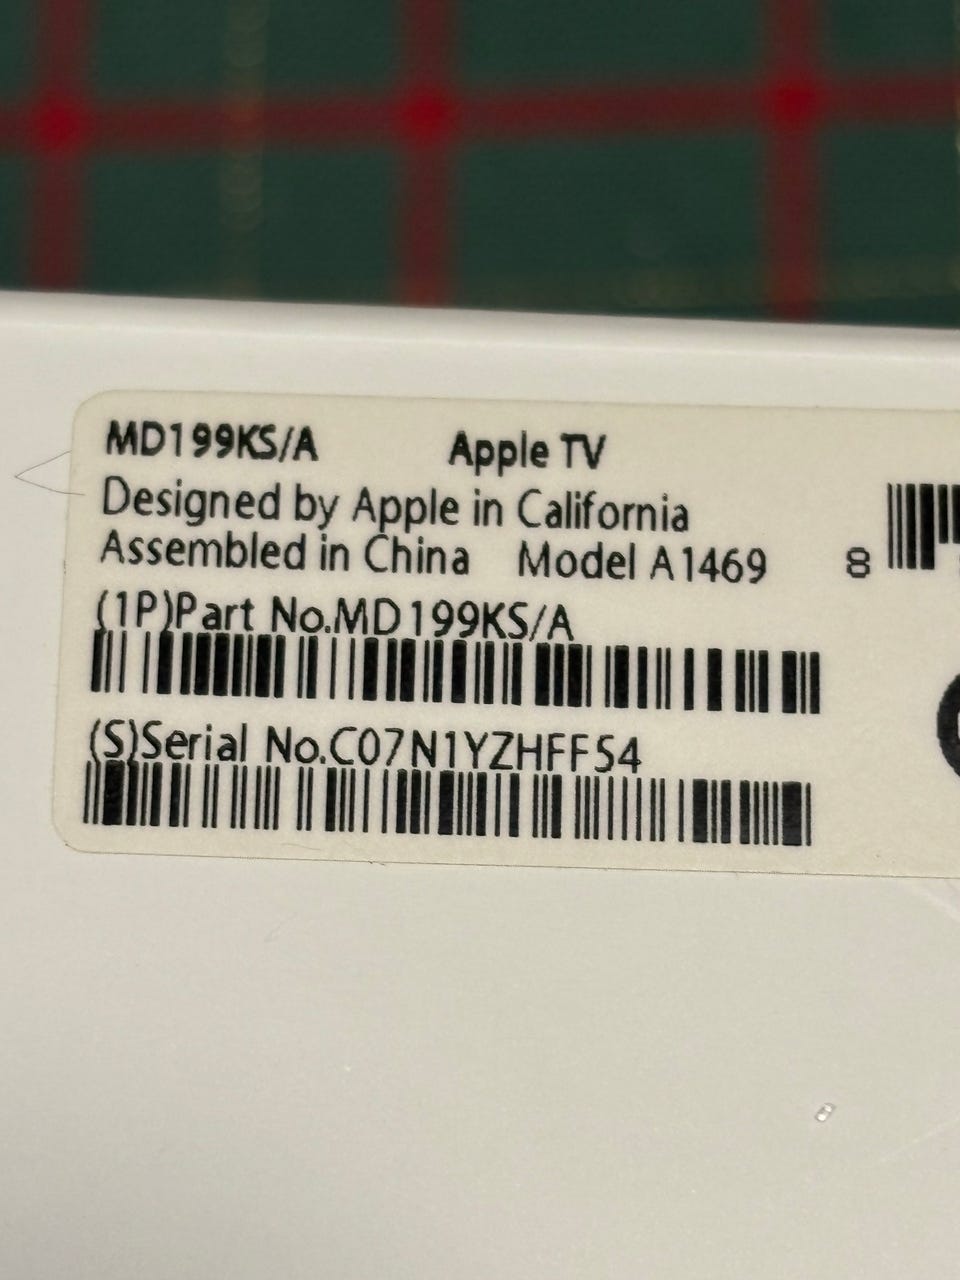 MD199KS/A Apple TV
Designed by Apple in California
Assembled in China Model A1469
8
(1P)Part No.MD199KS/A
(S)Serial No.C07N1YZHFF54